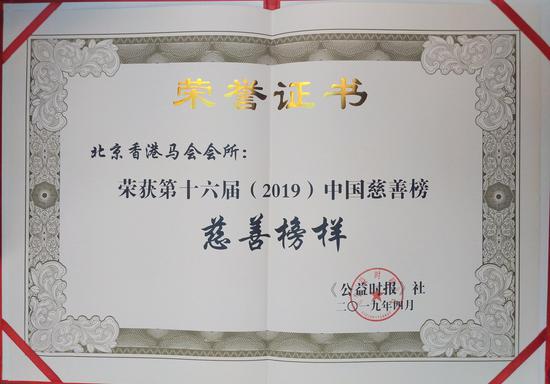 荣誉证书
北京香港马会会所：
荣获第十六届（2019）中国慈善榜
慈善榜样
《公益时报》社
二〇一九年四月